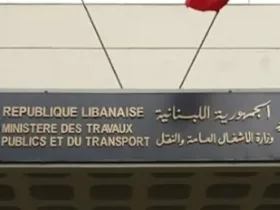 REPUBLIQUE LIBANAISE
الجمهورية اللبنانية
MINISTERE DES TRAVAUX
PUBLICS ET DU TRANSPORT
وزارة الأشغال العامة والنقل